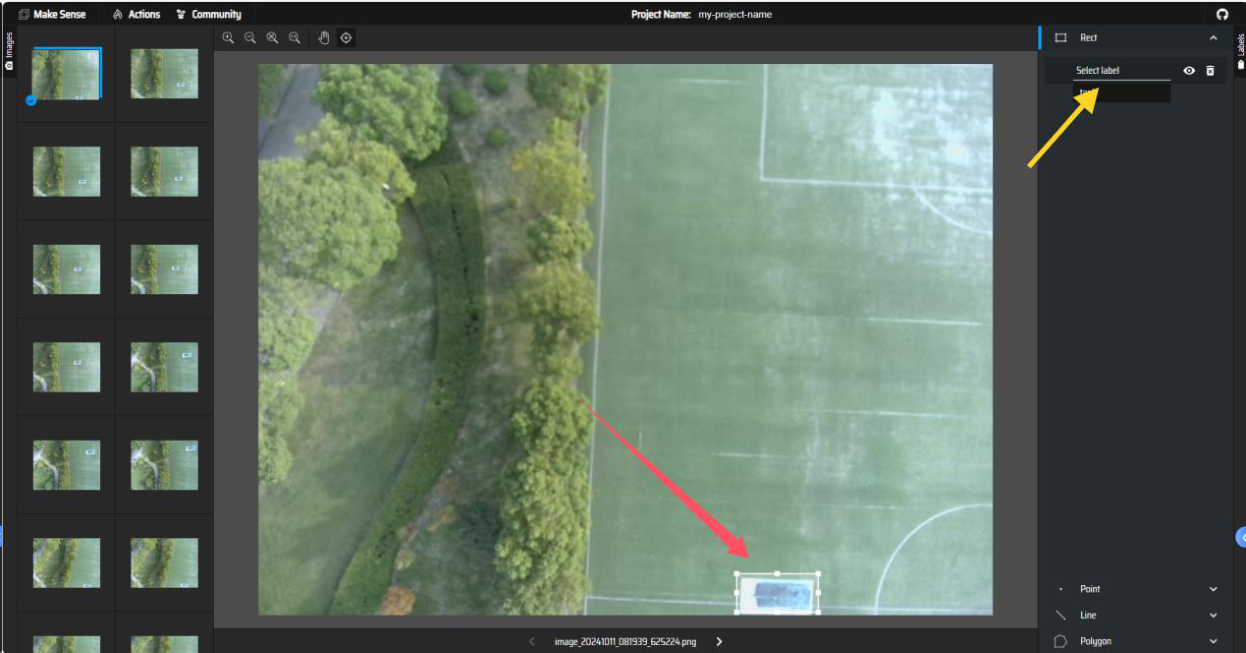 Make Sense
Actions
Community
Project Name: my-project-name
Images
Labels
Rect
Select label
Point
Line
Polygon
image_20241011_081939_625224.png